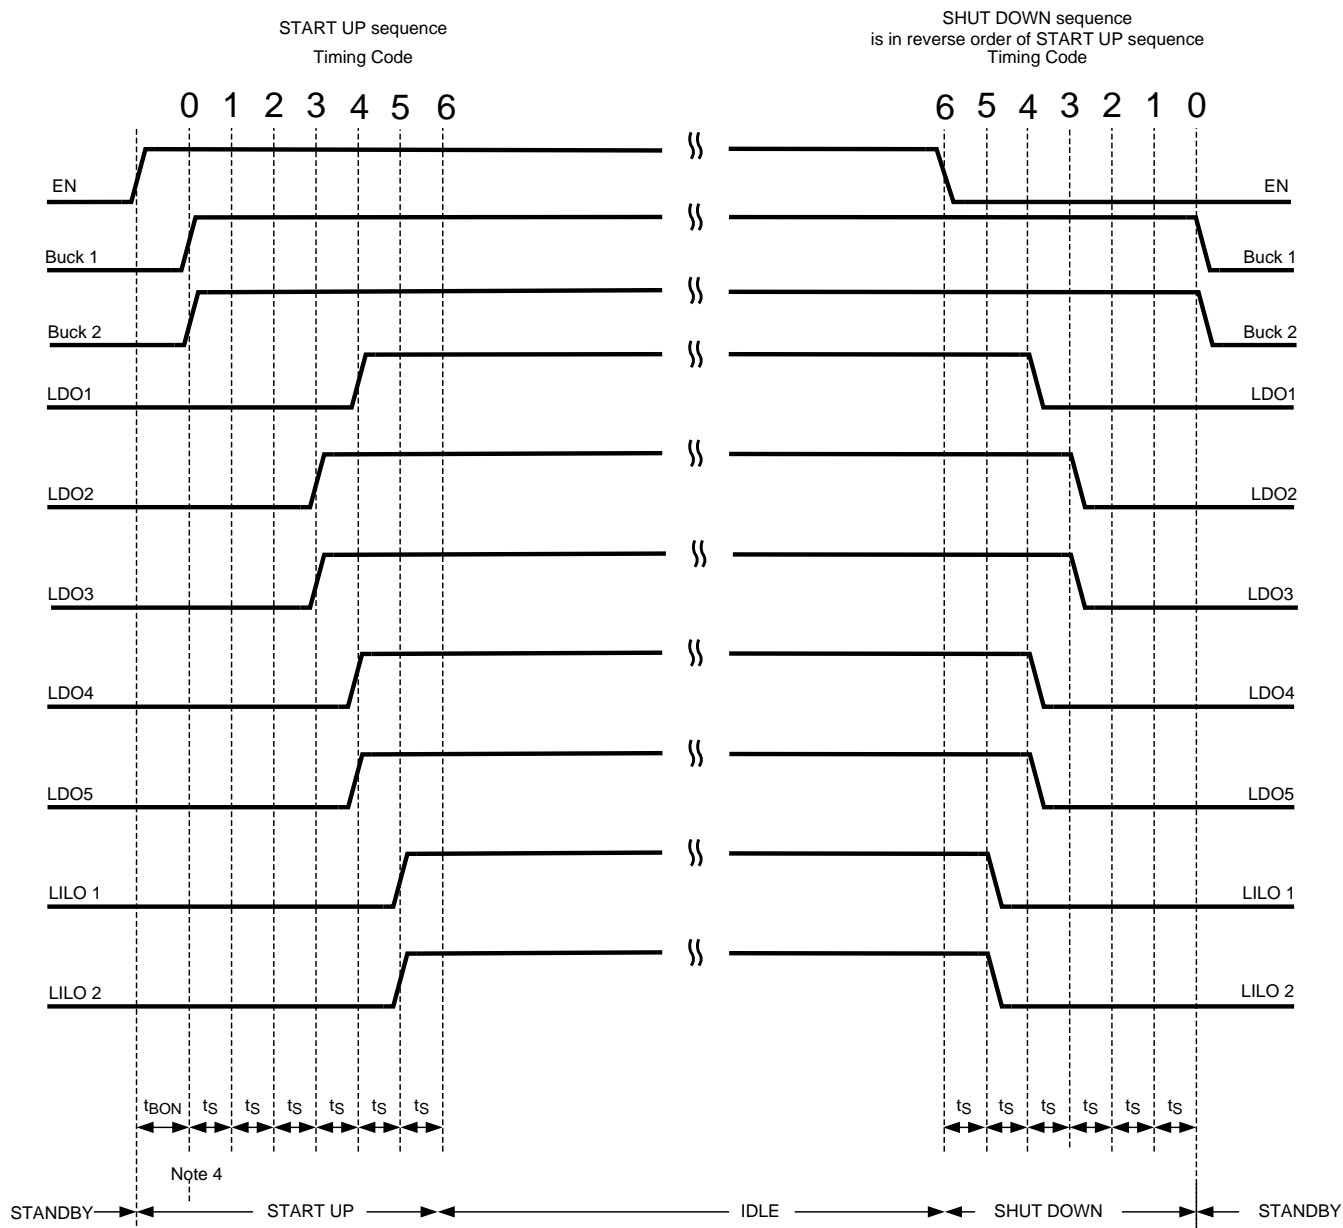 START UP sequence
Timing Code
SHUT DOWN sequence
is in reverse order of START UP sequence
Timing Code
0 1 2 3 4 5 6
6 5 4 3 2 1 0
EN
EN
Buck 1
Buck 1
Buck 2
Buck 2
LDO1
LDO1
LDO2
LDO2
LDO3
LDO3
LDO4
LDO4
LDO5
LDO5
LILO 1
LILO 1
LILO 2
LILO 2
tBON tS tS tS tS tS tS
tS tS tS tS tS tS
Note 4
STANDBY START UP IDLE SHUT DOWN STANDBY